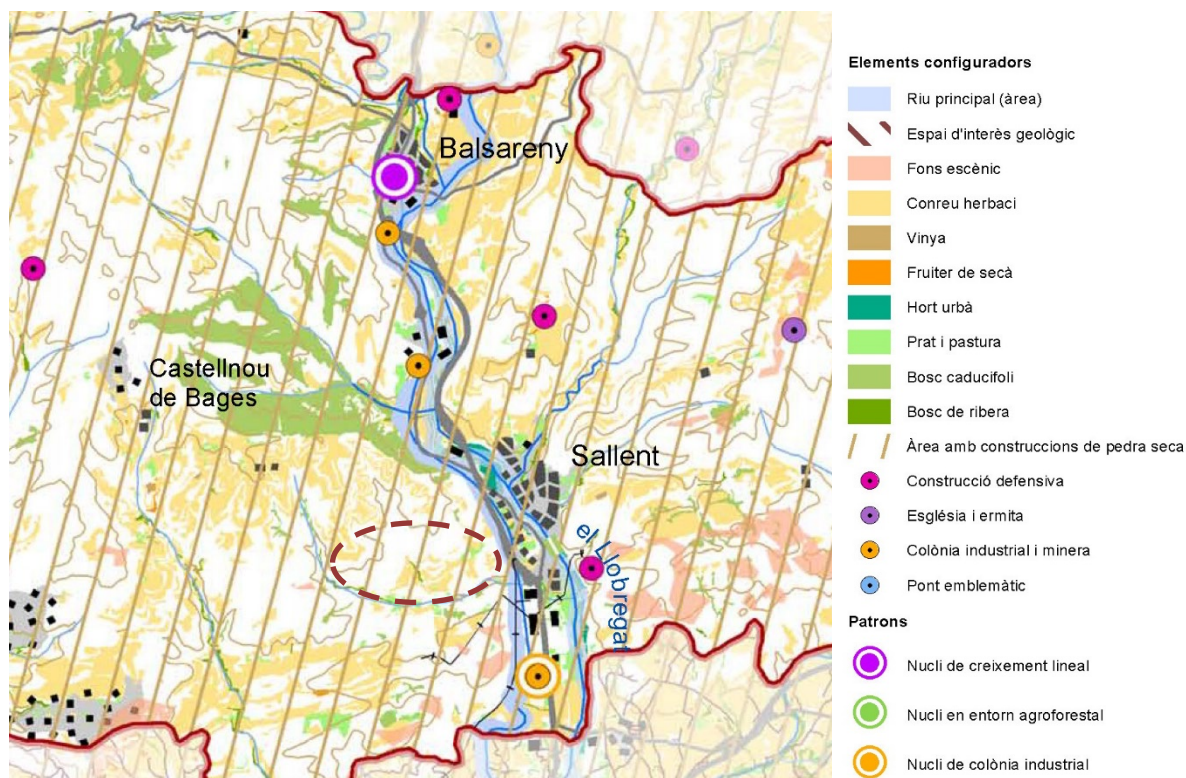 Balsareny
Castellnou
de Bages
Sallent
el Llobregat
Elements configuradors
Riu principal (àrea)
Espai d'interès geològic
Fons escènic
Conreu herbaci
Vinya
Fruiter de secà
Hort urbà
Prat i pastura
Bosc caducifoli
Bosc de ribera
Àrea amb construccions de pedra seca
Construcció defensiva
Església i ermita
Colònia industrial i minera
Pont emblemàtic
Patrons
Nucli de creixement lineal
Nucli en entorn agroforestal
Nucli de colònia industrial